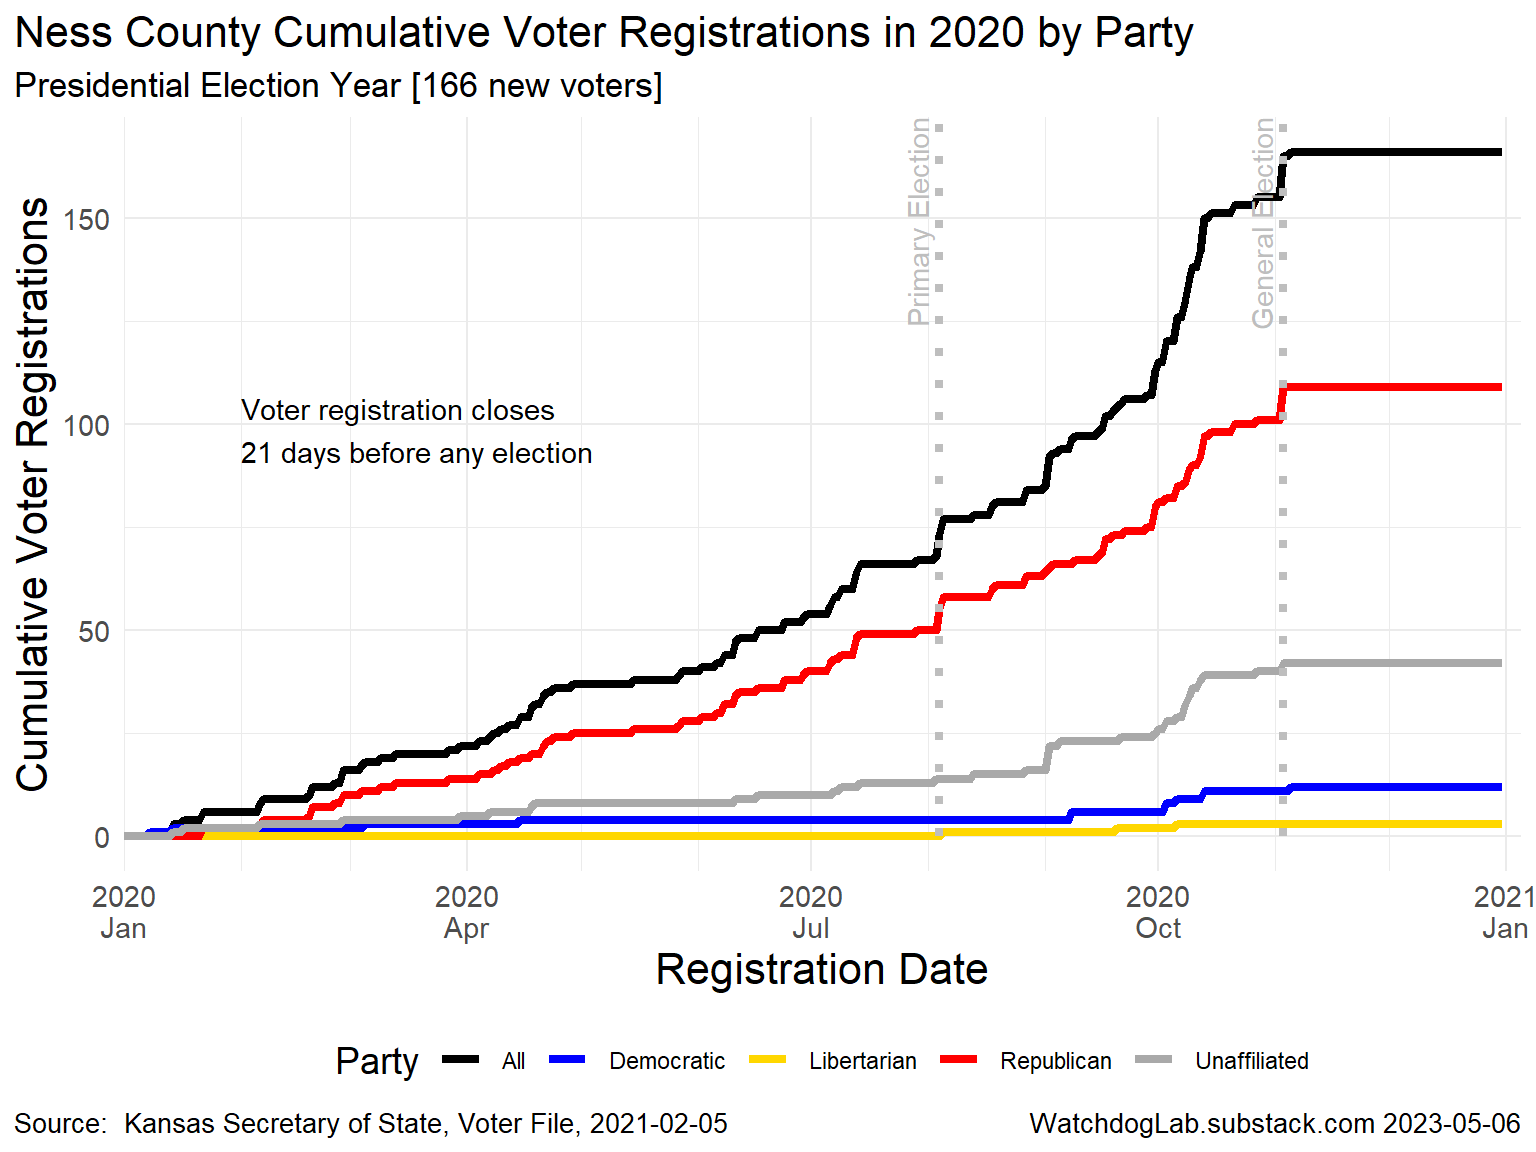 Ness County Cumulative Voter Registrations in 2020 by Party
Presidential Election Year [166 new voters]
Cumulative Voter Registrations
150
100
50
0
Primary Election
General Election
Voter registration closes
21 days before any election
2020 2020 2020 2020 2021
Jan Apr Jul Oct Jan
Registration Date
Party All Democratic Libertarian Republican Unaffiliated
Source:  Kansas Secretary of State, Voter File, 2021-02-05
WatchdogLab.substack.com 2023-05-06